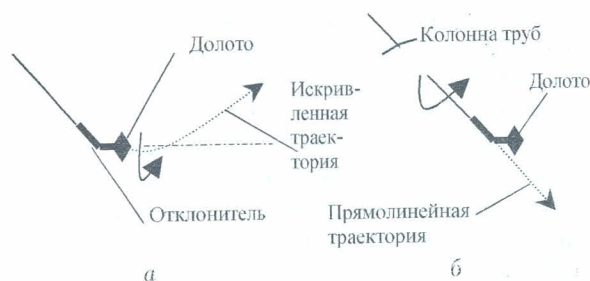 Долото
Искрив-
ленная
траек-
тория
Отклонитель
а
Колонна труб
Долото
Прямолинейная
траектория
б